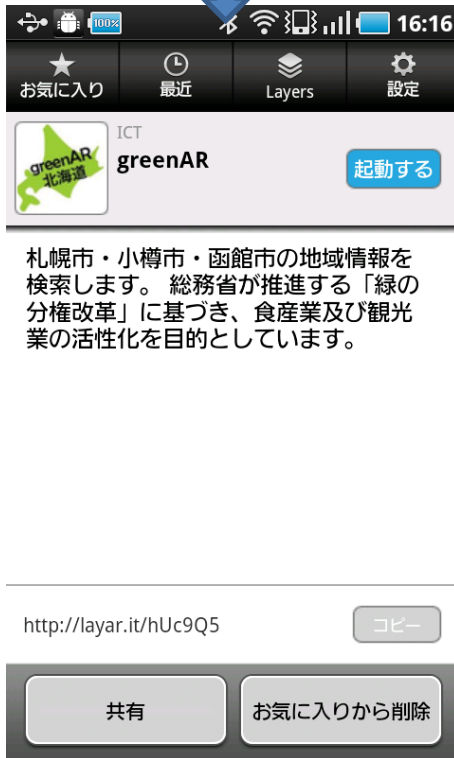 100%
16:16
お気に入り
最近
Layers
設定
greenAR
北海道
ICT
greenAR
起動する
札幌市・小樽市・函館市の地域情報を
検索します。 総務省が推進する「緑の
分権改革」に基づき、食産業及び観光
業の活性化を目的としています。
http://layar.it/hUc9Q5
コピー
共有
お気に入りから削除